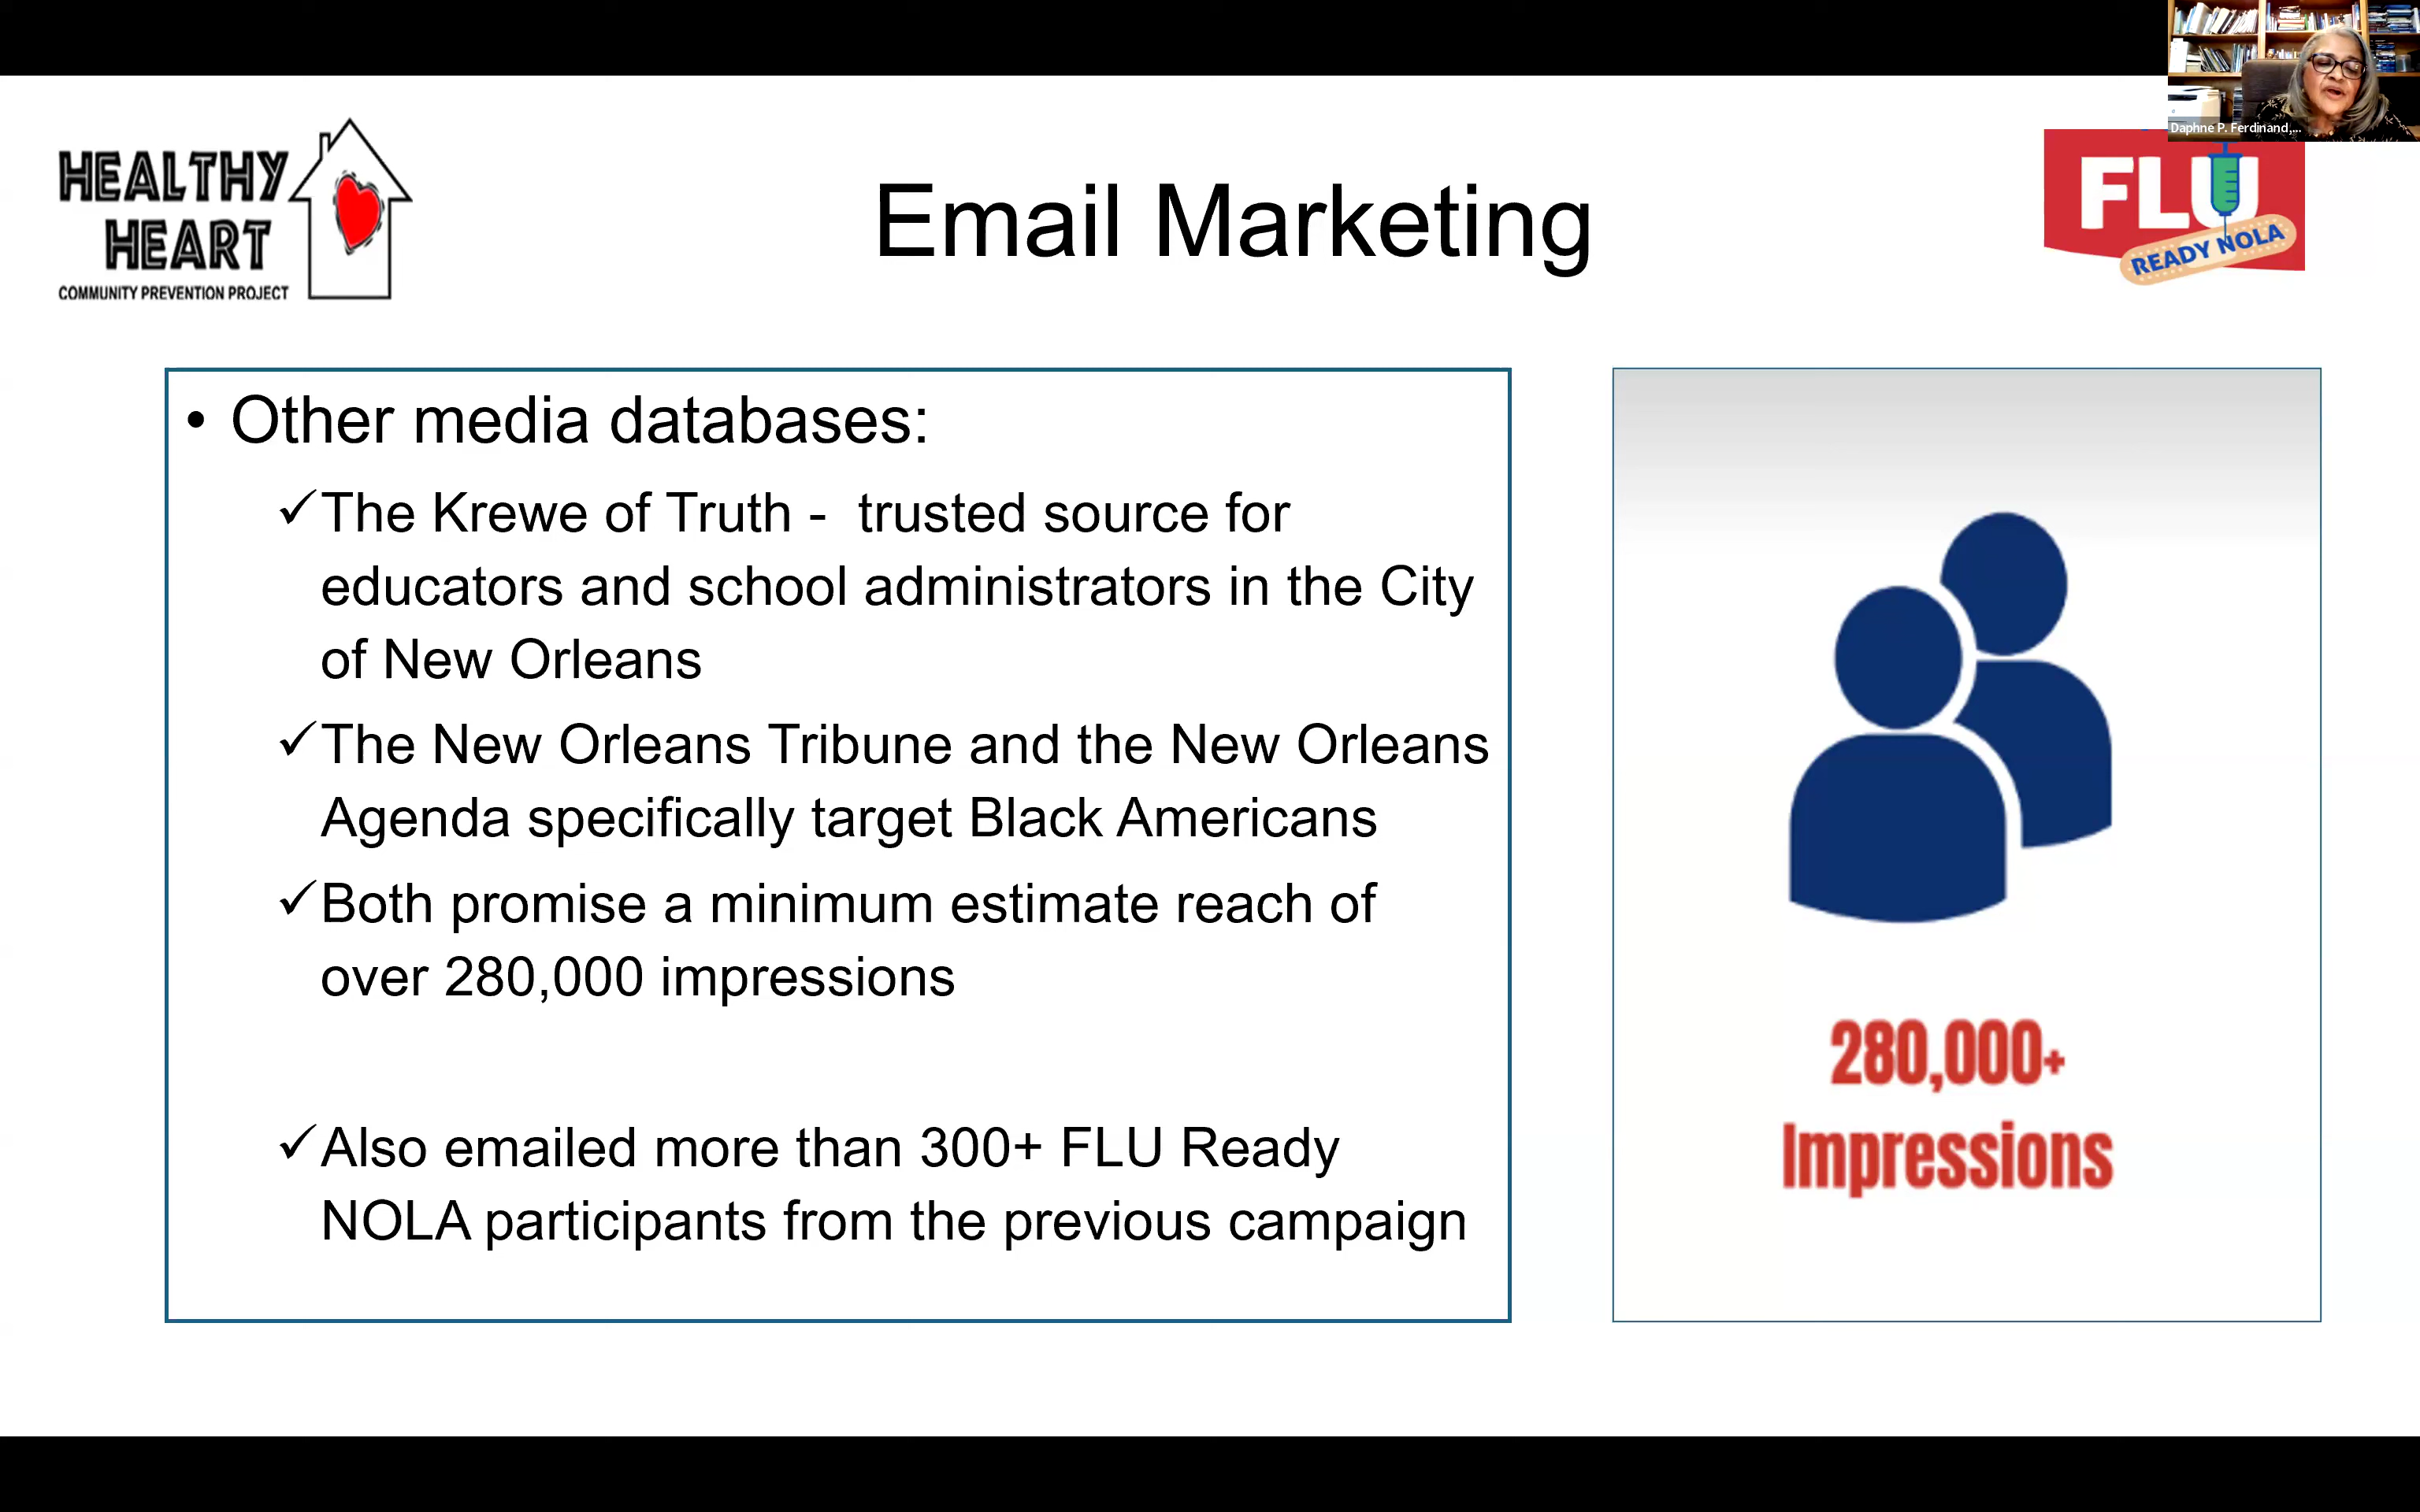 Daphne P. Ferdinand,...
HEALTHY
HEART
COMMUNITY PREVENTION PROJECT
Email Marketing
FLU
READY NOLA
• Other media databases:
✓The Krewe of Truth -  trusted source for
educators and school administrators in the City
of New Orleans
✓The New Orleans Tribune and the New Orleans
Agenda specifically target Black Americans
✓Both promise a minimum estimate reach of
over 280,000 impressions
✓Also emailed more than 300+ FLU Ready
NOLA participants from the previous campaign
280,000+
Impressions